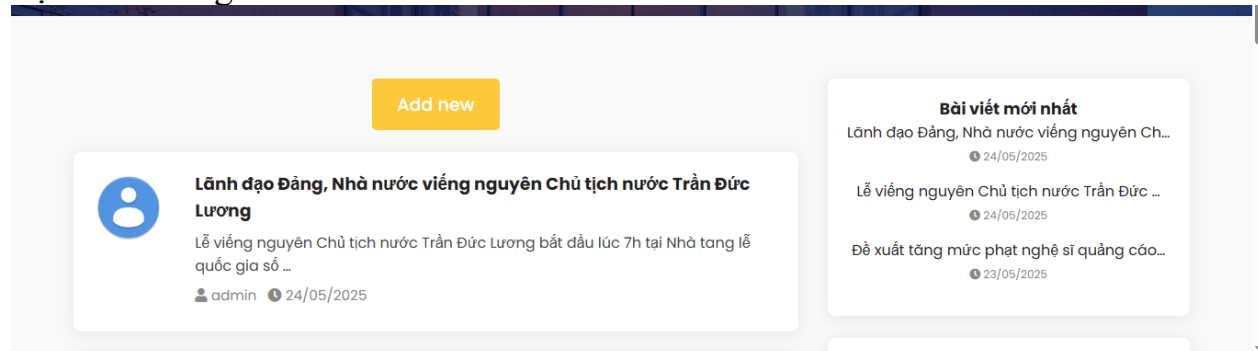 Add new
Lãnh đạo Đảng, Nhà nước viếng nguyên Chủ tịch nước Trần Đức
Lương
Lễ viếng nguyên Chủ tịch nước Trần Đức Lương bắt đầu lúc 7h tại Nhà tang lễ
quốc gia số ...
admin 24/05/2025
Bài viết mới nhất
Lãnh đạo Đảng, Nhà nước viếng nguyên Ch...
24/05/2025
Lễ viếng nguyên Chủ tịch nước Trần Đức ...
24/05/2025
Đề xuất tăng mức phạt nghệ sĩ quảng cáo...
23/05/2025